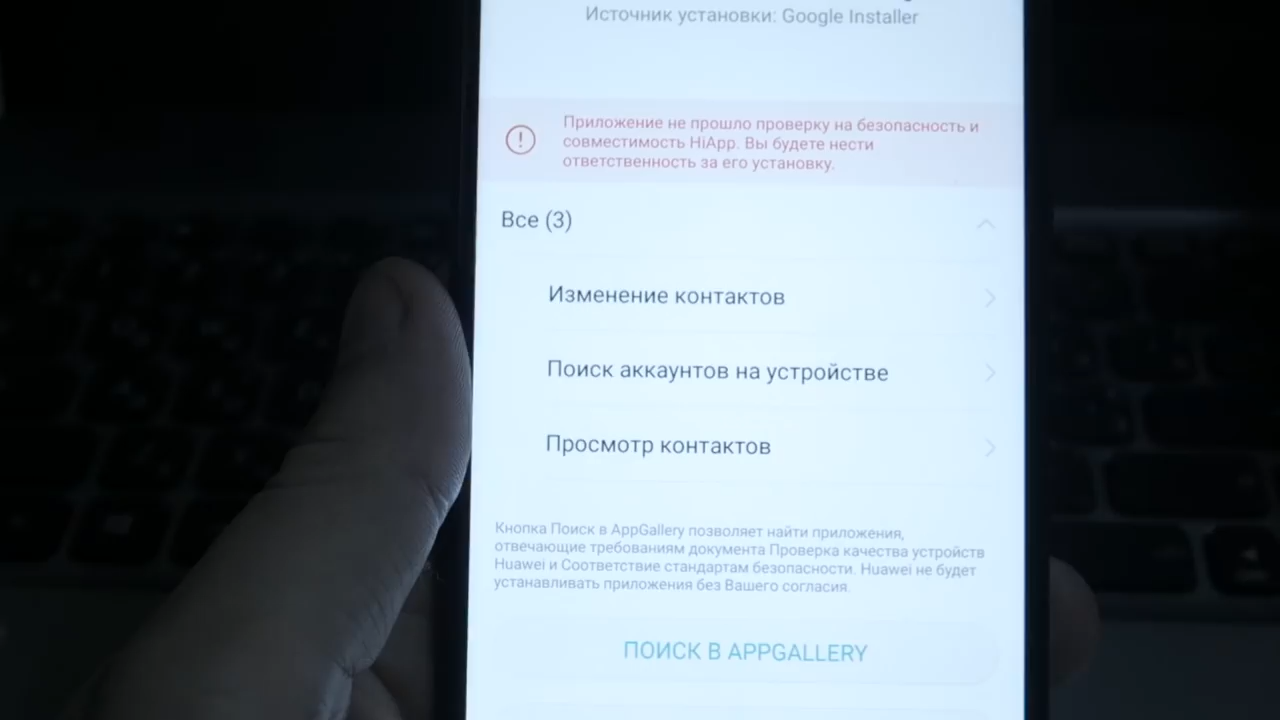 Источник установки: Google Installer
Приложение не прошло проверку на безопасность и
совместимость HiApp. Вы будете нести
ответственность за его установку.
Все (3)
Изменение контактов
Поиск аккаунтов на устройстве
Просмотр контактов
Кнопка Поиск в AppGallery позволяет найти приложения,
отвечающие требованиям документа Проверка качества устройств
Huawei и Соответствие стандартам безопасности. Huawei не будет
устанавливать приложения без Вашего согласия.
ПОИСК В APPGALLERY